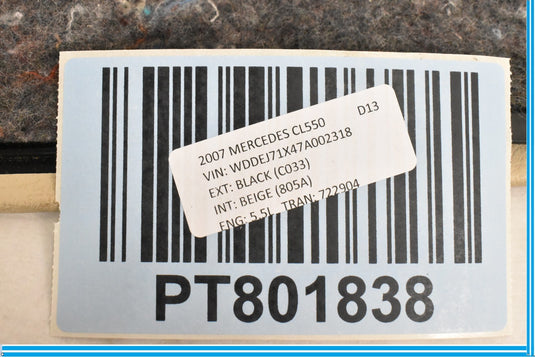 2007 MERCEDES CL550 D13
VIN: WDDEJ71X47A002318
EXT: BLACK (C033)
INT: BEIGE (805A)
ENG: 5.5L TRAN: 722904
PT801838